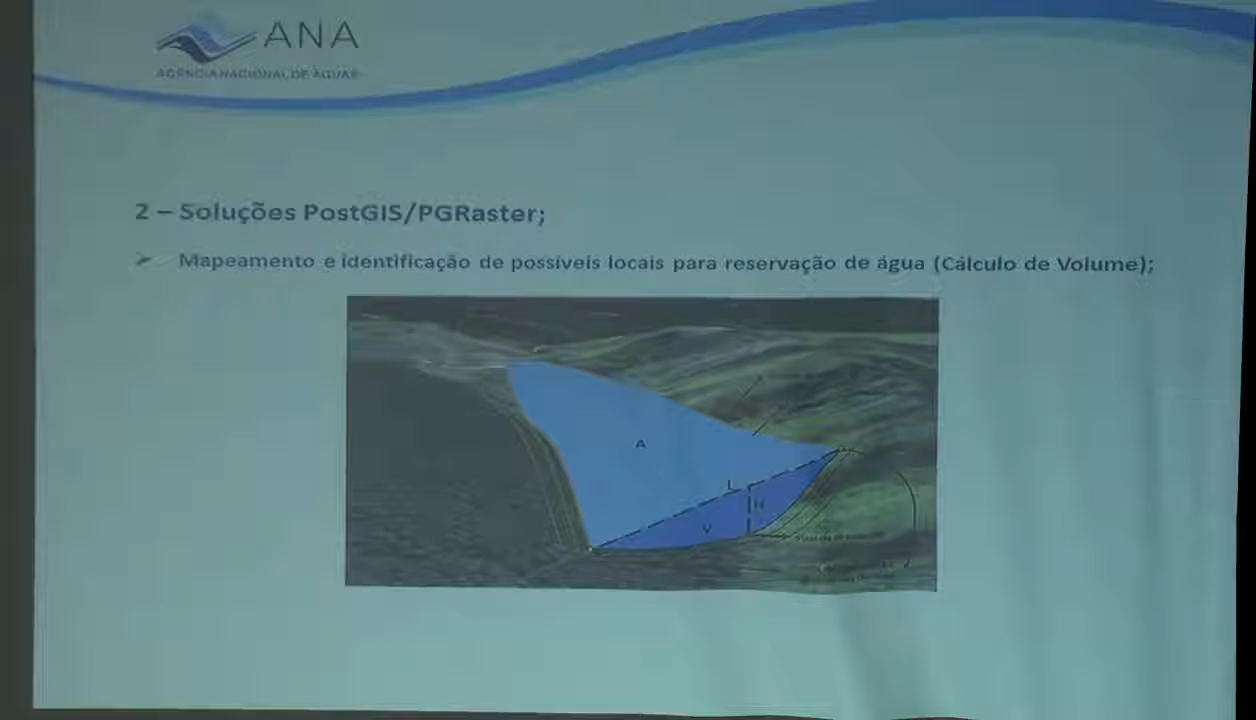 ANA
AGÊNCIA NACIONAL DE ÁGUAS
2 – Soluções PostGIS/PGRaster;
➢ Mapeamento e identificação de possíveis locais para reservação de água (Cálculo de Volume);
A
L
H
V